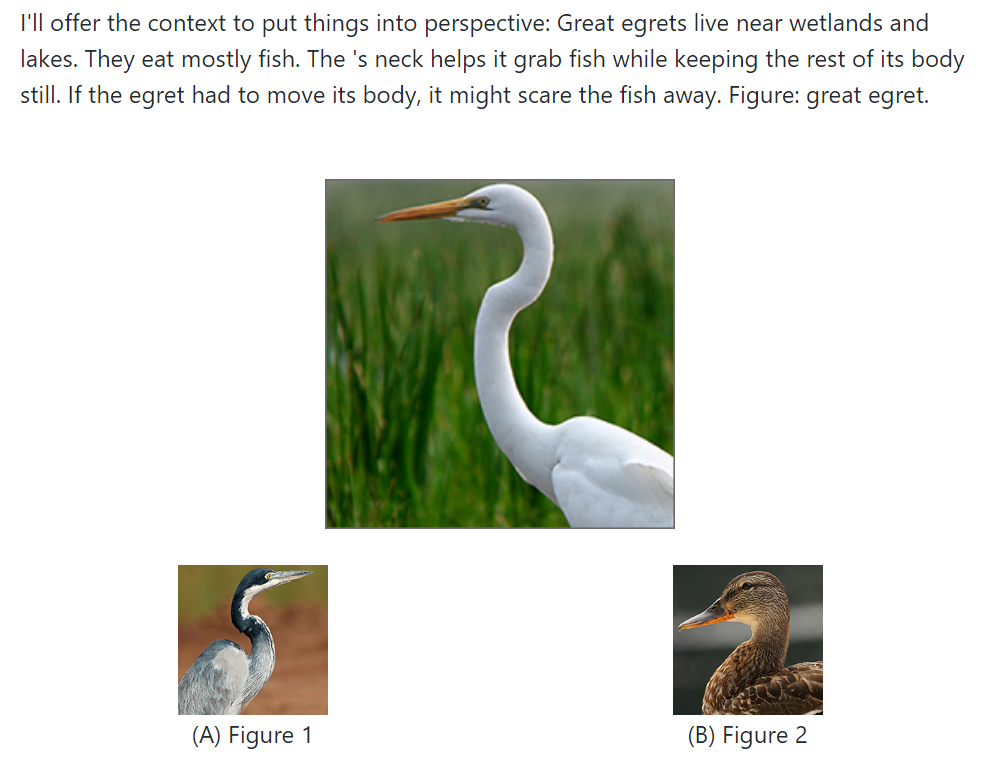 I'll offer the context to put things into perspective: Great egrets live near wetlands and
lakes. They eat mostly fish. The 's neck helps it grab fish while keeping the rest of its body
still. If the egret had to move its body, it might scare the fish away. Figure: great egret.
(A) Figure 1
(B) Figure 2